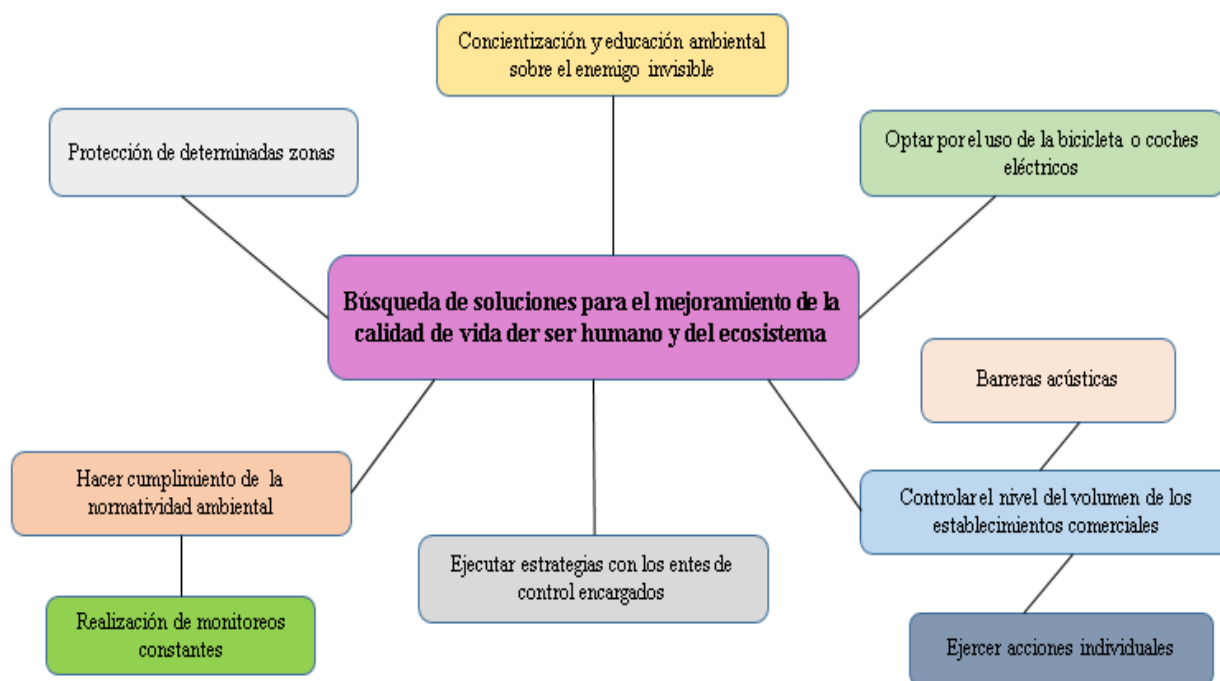 Concientización y educación ambiental
sobre el enemigo invisible
Protección de determinadas zonas
Optar por el uso de la bicicleta o coches
eléctricos
Búsqueda de soluciones para el mejoramiento de la
calidad de vida der ser humano y del ecosistema
Barreras acústicas
Hacer cumplimiento de la
normatividad ambiental
Controlar el nivel del volumen de los
establecimientos comerciales
Ejecutar estrategias con los entes de
control encargados
Realización de monitoreos
constantes
Ejercer acciones individuales